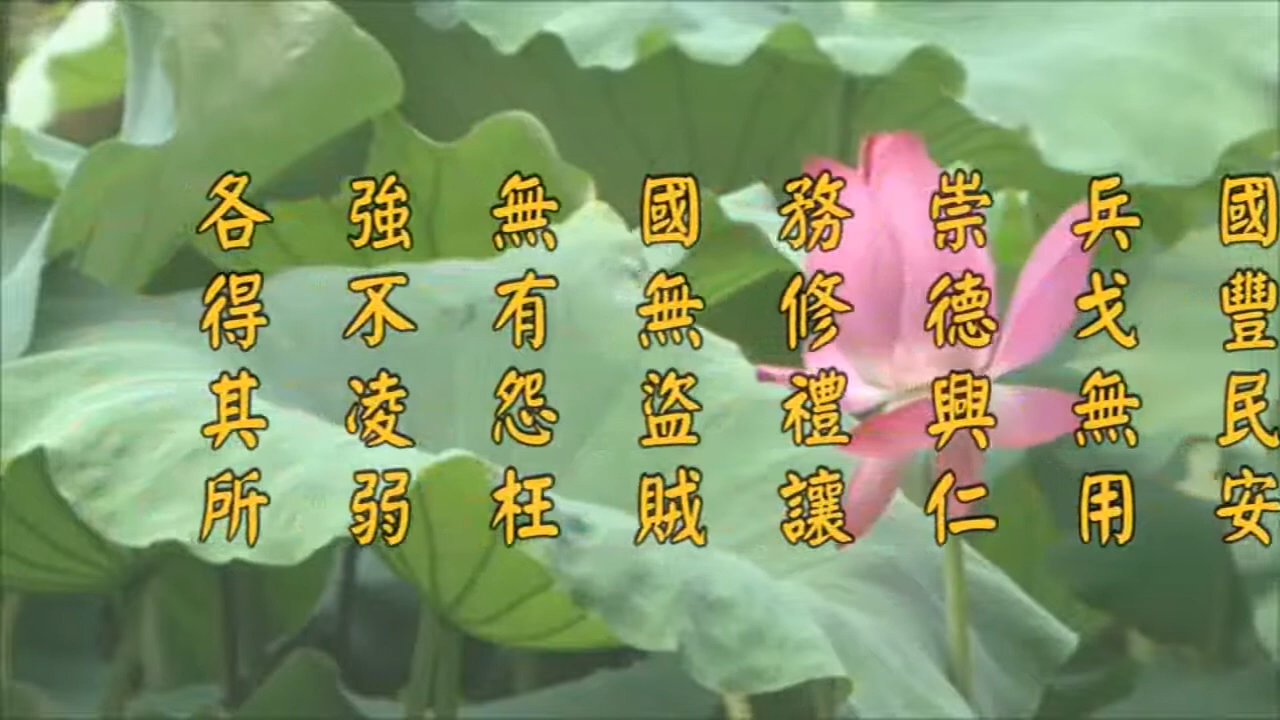 國豐民安
兵戈無用
崇德興仁
務修禮讓
國無盜賊
無有怨枉
強不凌弱
各得其所